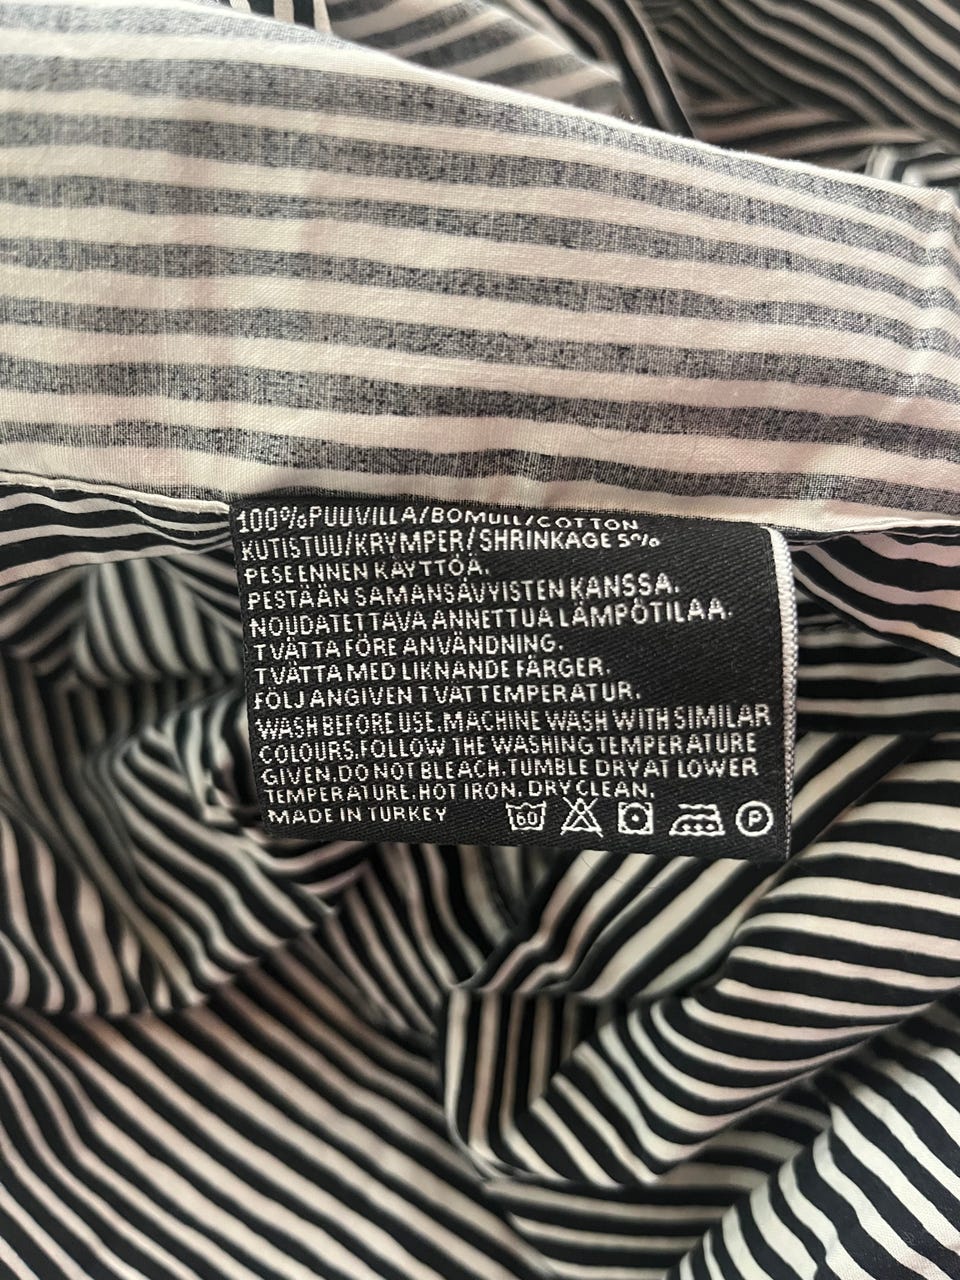 100%PUUVILLA/BOMULL/COTTON
KUTISTUU/KRYMPER/SHRINKAGE 5%
PESE ENNEN KÄYTTÖÄ.
PESTÄÄN SAMANSÄVYISTEN KANSSA.
NOUDATETTAVA ANNETTUA LÄMPÖTILAA.
TVÄTTA FÖRE ANVÄNDNING.
TVÄTTA MED LIKNANDE FÄRGER.
FÖLJ ANGIVEN TVATTEMPERATUR.
WASH BEFORE USE.MACHINE WASH WITH SIMILAR
COLOURS.FOLLOW THE WASHING TEMPERATURE
GIVEN.DO NOT BLEACH.TUMBLE DRY AT LOWER
TEMPERATURE.HOT IRON. DRY CLEAN.
MADE IN TURKEY 60 P